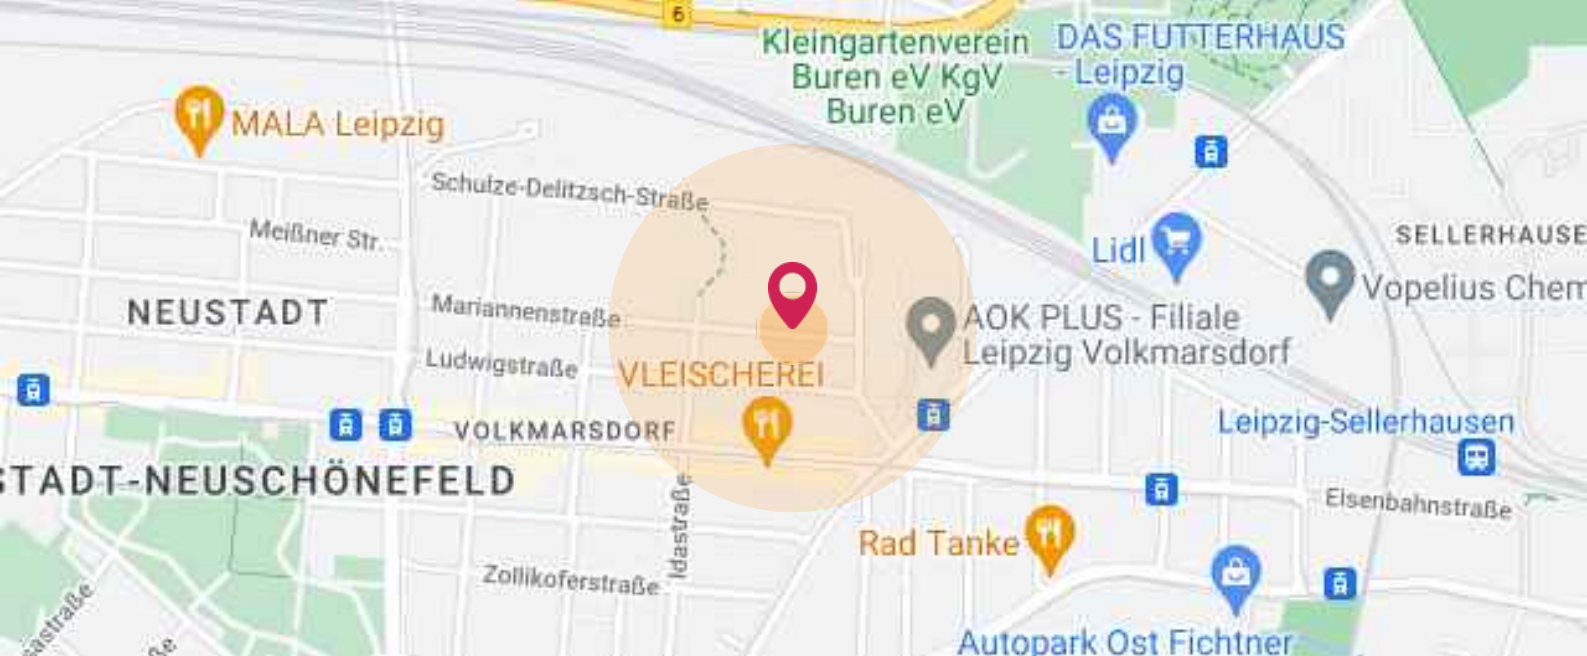 6
Kleingartenverein
Buren eV KgV
Buren eV
DAS FUTTERHAUS
- Leipzig
MALA Leipzig
Schulze-Delitzsch-Straße
Meißner Str.
Lidl
SELLERHAUSE
Vopelius Chem
NEUSTADT
Mariannenstraße
AOK PLUS - Filiale
Leipzig Volkmarsdorf
Ludwigstraße
VLEISCHEREI
VOLKMARSDORF
Leipzig-Sellerhausen
STADT-NEUSCHÖNEFELD
Eisenbahnstraße
Idastraße
Rad Tanke
Zollikoferstraße
Autopark Ost Fichtner